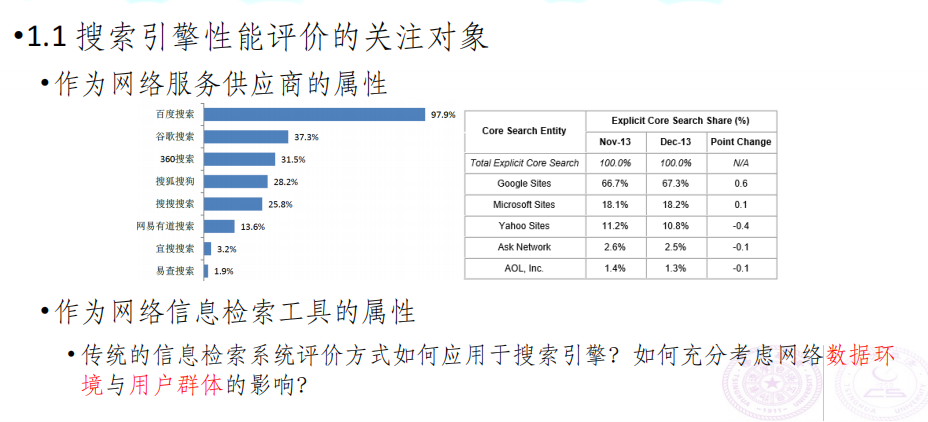 •1.1 搜索引擎性能评价的关注对象
•作为网络服务供应商的属性
百度搜索 97.9%
谷歌搜索 37.3%
360搜索 31.5%
搜狐搜狗 28.2%
搜搜搜索 25.8%
网易有道搜索 13.6%
宜搜搜索 3.2%
易查搜索 1.9%
Core Search Entity Explicit Core Search Share (%)
Nov-13 Dec-13 Point Change
Total Explicit Core Search 100.0% 100.0% N/A
Google Sites 66.7% 67.3% 0.6
Microsoft Sites 18.1% 18.2% 0.1
Yahoo Sites 11.2% 10.8% -0.4
Ask Network 2.6% 2.5% -0.1
AOL, Inc. 1.4% 1.3% -0.1
•作为网络信息检索工具的属性
•传统的信息检索系统评价方式如何应用于搜索引擎？如何充分考虑网络数据环
境与用户群体的影响？